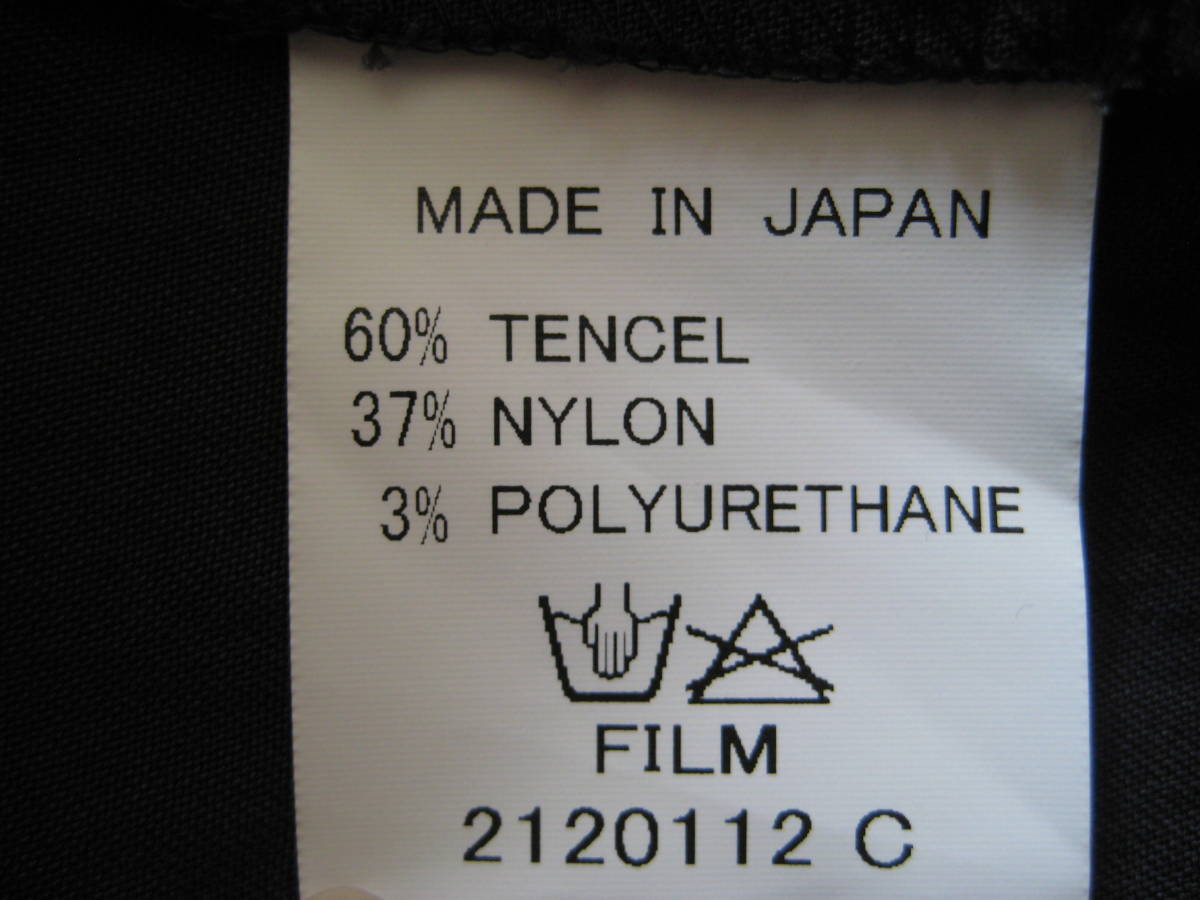 MADE IN JAPAN
60% TENCEL
37% NYLON
3% POLYURETHANE
FILM
2120112 C